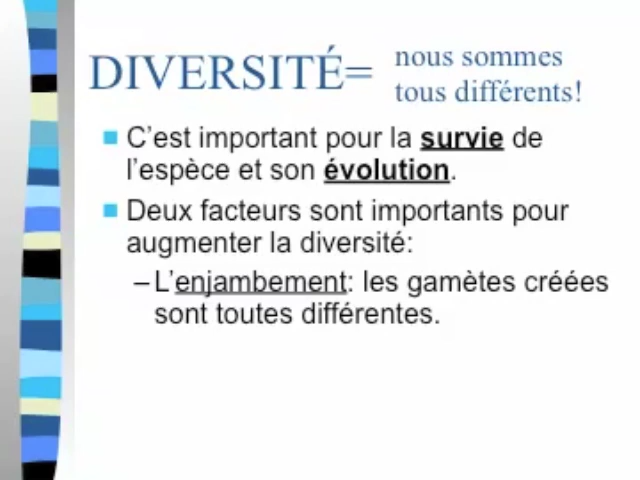 DIVERSITÉ= nous sommes
tous différents!
C'est important pour la survie de
l'espèce et son évolution.
Deux facteurs sont importants pour
augmenter la diversité:
–L'enjambement: les gamètes créées
sont toutes différentes.